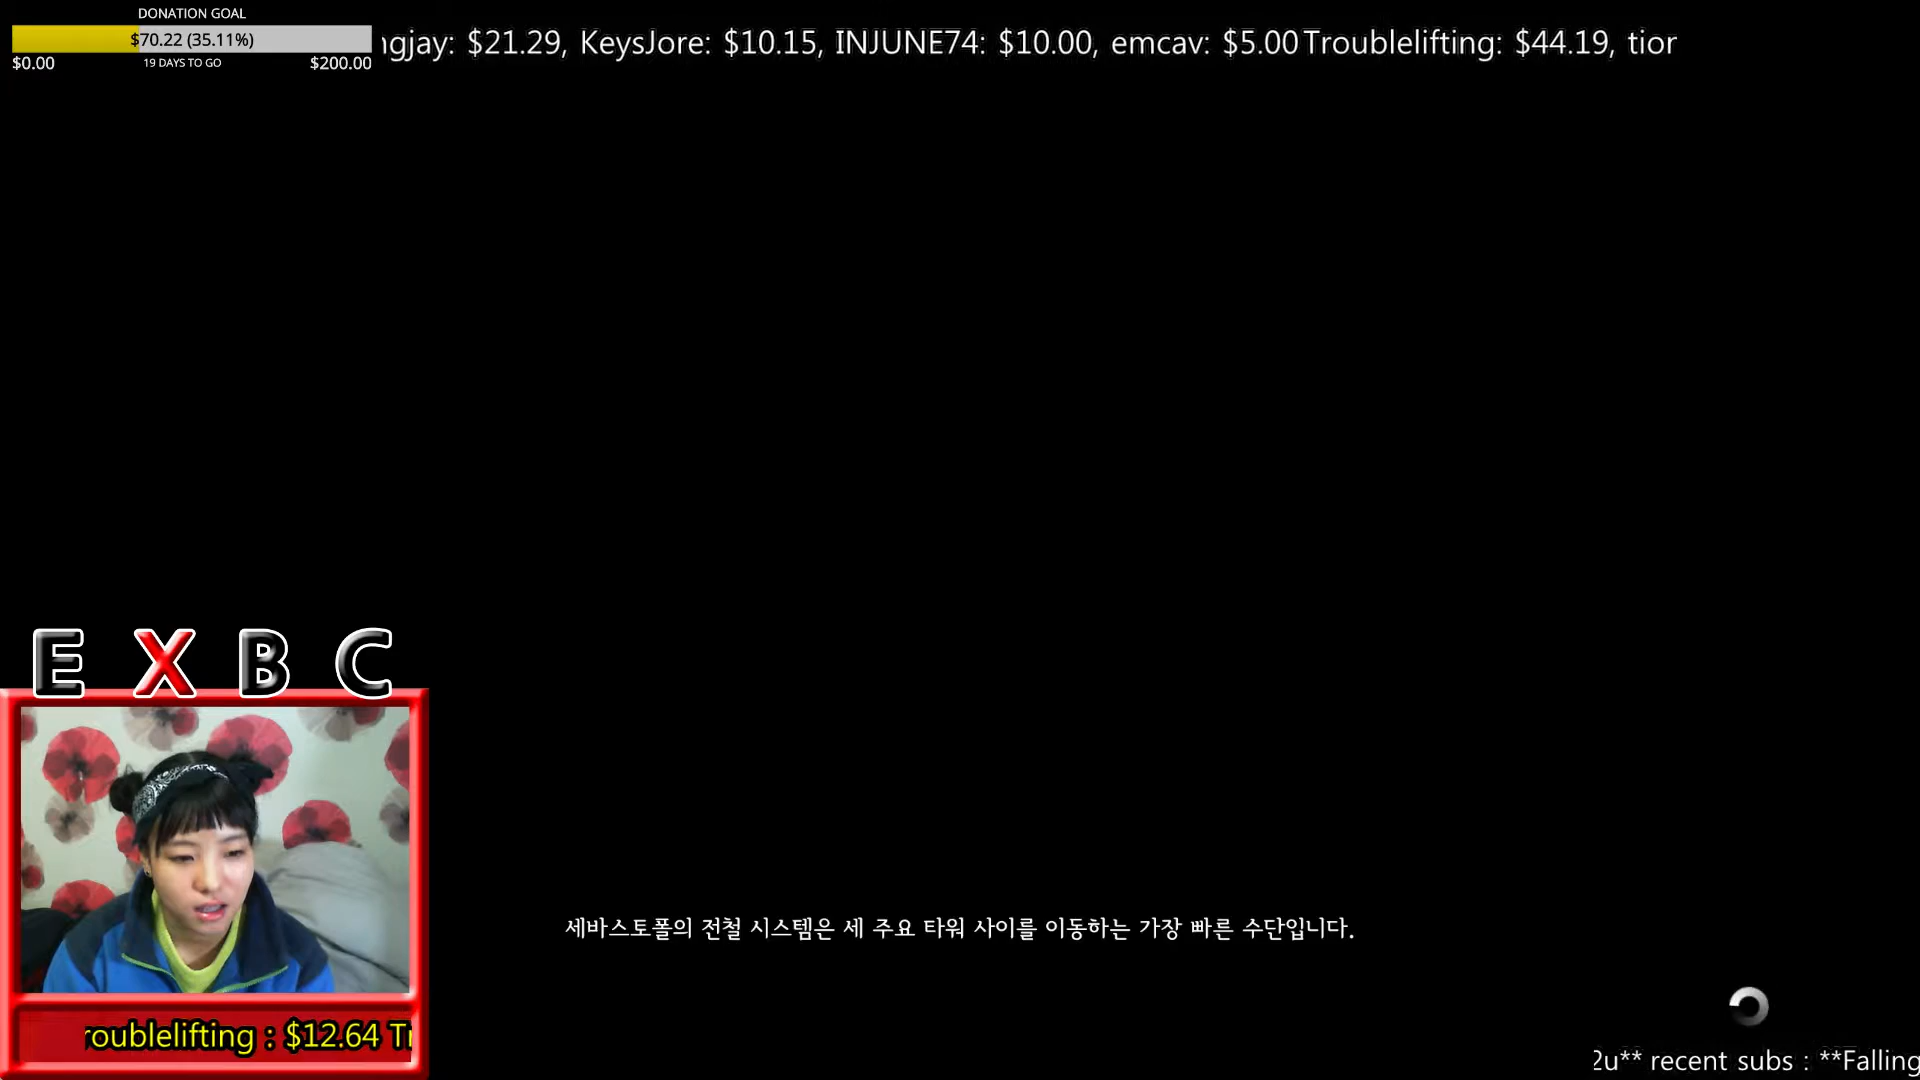 DONATION GOAL
$70.22 (35.11%)
$0.00 19 DAYS TO GO $200.00
ngjay: $21.29, KeysJore: $10.15, INJUNE74: $10.00, emcav: $5.00Troublelifting: $44.19, tior
E X B C
세바스토폴의 전철 시스템은 세 주요 타워 사이를 이동하는 가장 빠른 수단입니다.
roublelifting : $12.64 Tr
2u** recent subs : **Falling